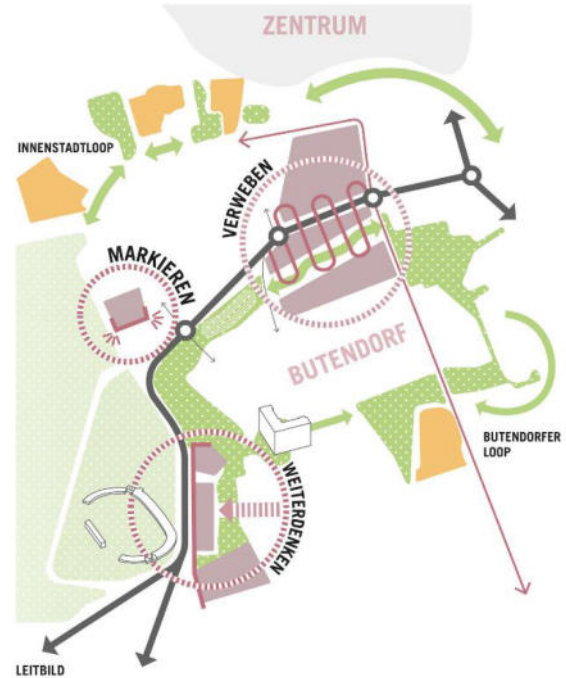 ZENTRUM
INNENSTADTLOOP
VERWEBEN
MARKIEREN
BUTENDORF
BUTENDORFER
LOOP
WEITERDENKEN
LEITBILD